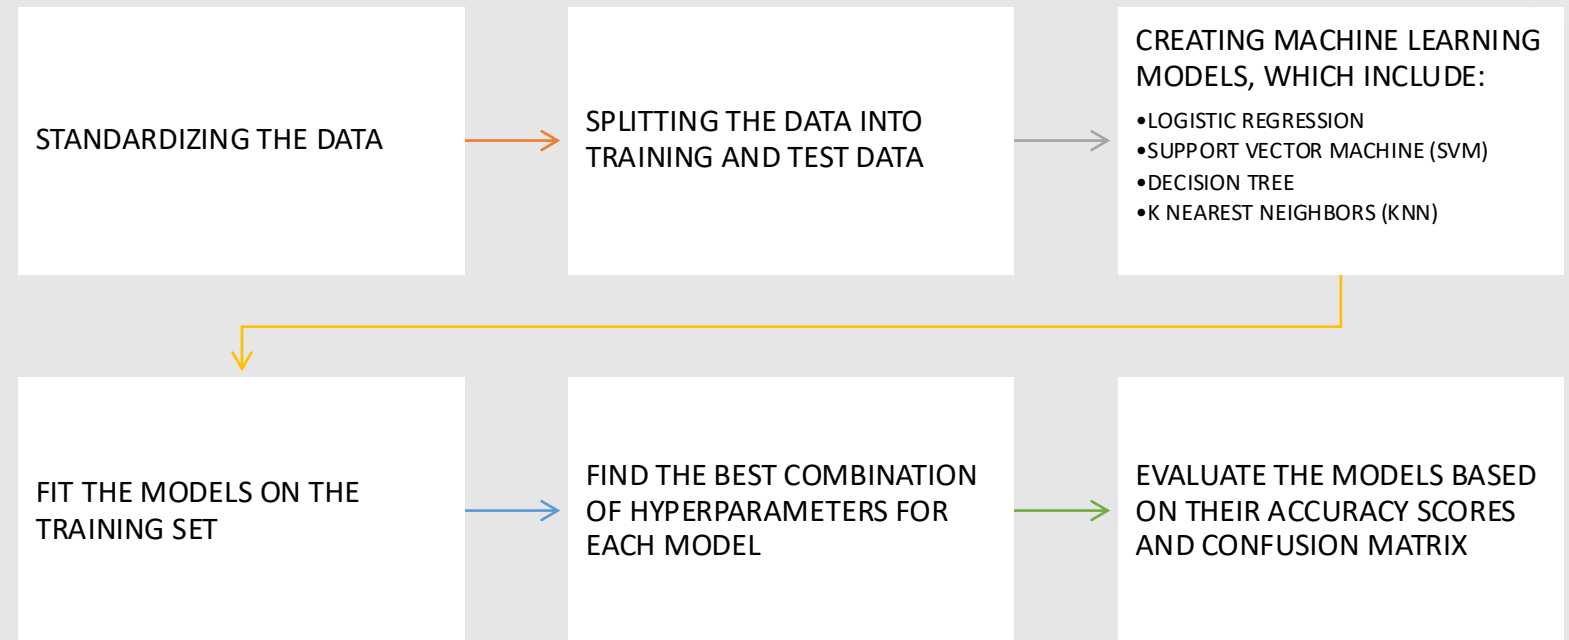 STANDARDIZING THE DATA
SPLITTING THE DATA INTO
TRAINING AND TEST DATA
CREATING MACHINE LEARNING
MODELS, WHICH INCLUDE:
•LOGISTIC REGRESSION
•SUPPORT VECTOR MACHINE (SVM)
•DECISION TREE
•K NEAREST NEIGHBORS (KNN)
FIT THE MODELS ON THE
TRAINING SET
FIND THE BEST COMBINATION
OF HYPERPARAMETERS FOR
EACH MODEL
EVALUATE THE MODELS BASED
ON THEIR ACCURACY SCORES
AND CONFUSION MATRIX